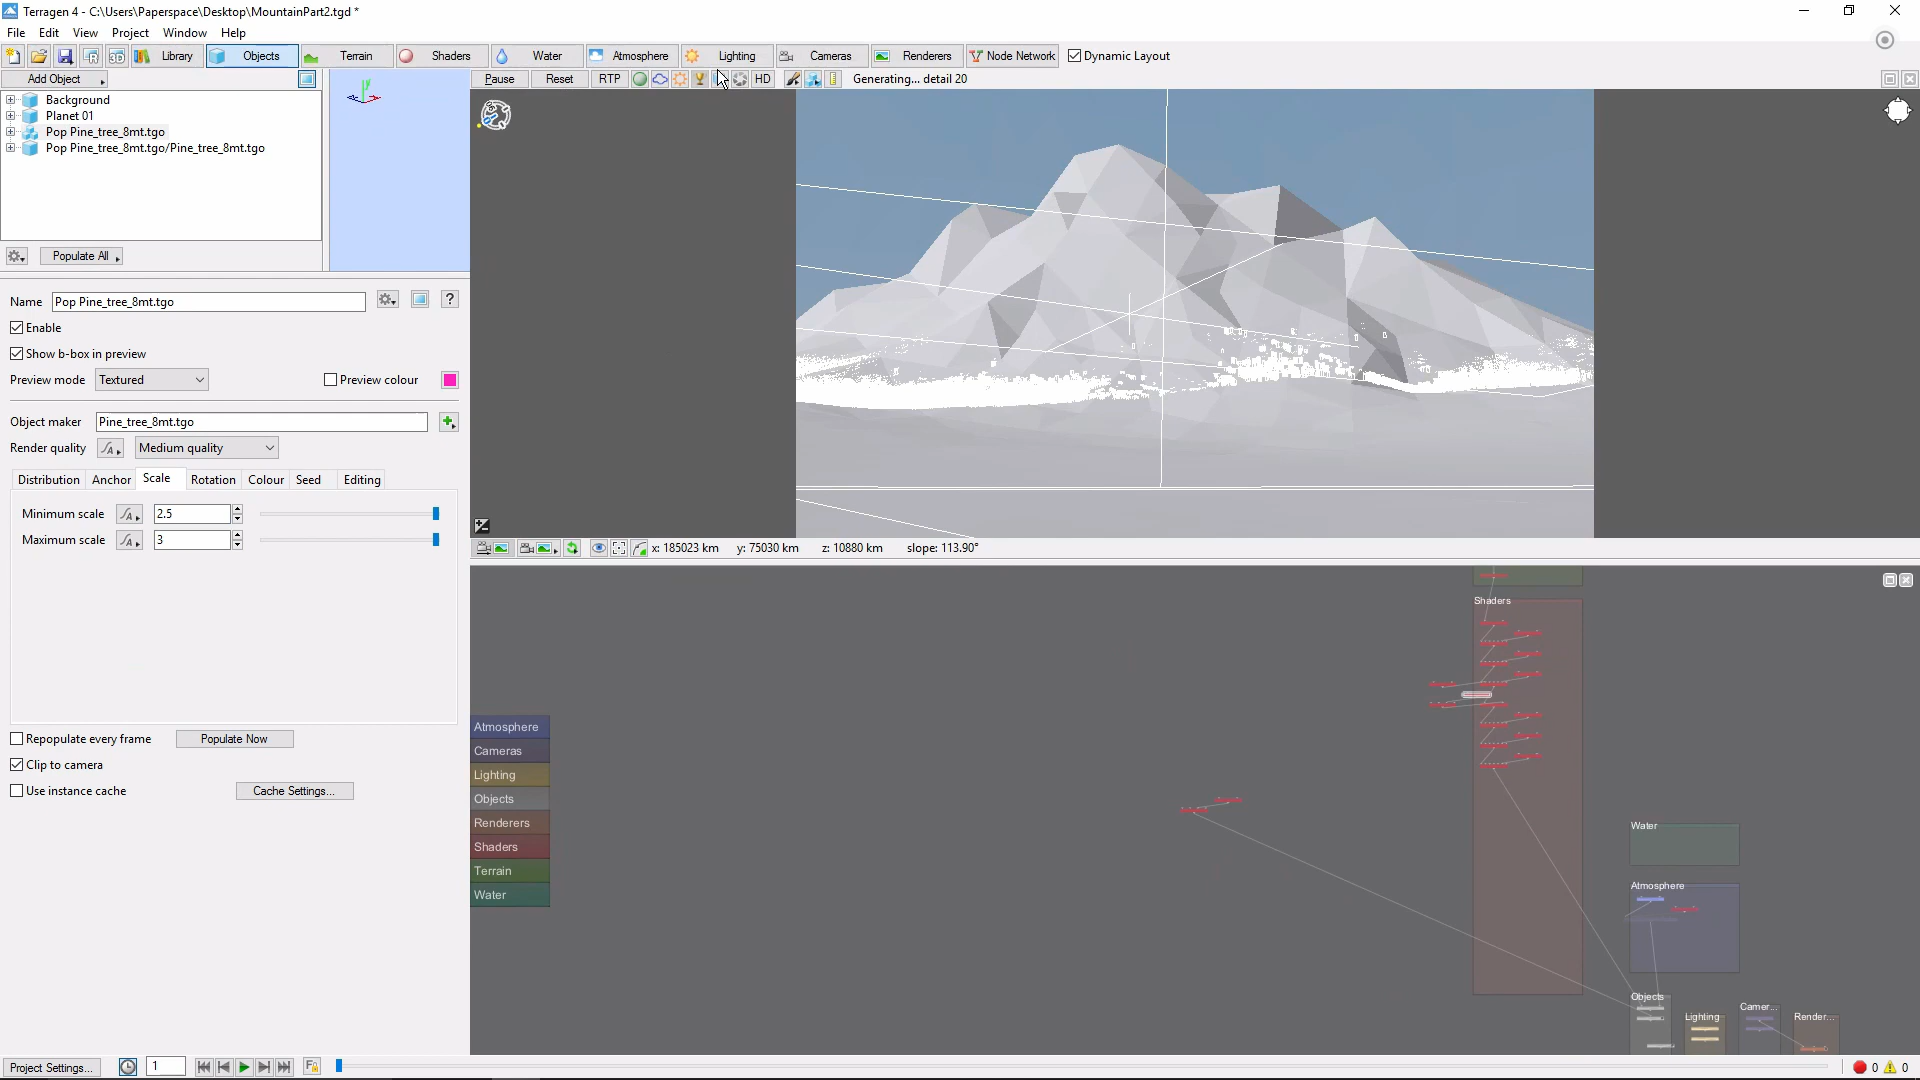 Terragen 4 - C:\Users\Paperspace\Desktop\MountainPart2.tgd *
File Edit View Project Window Help
Library Objects Terrain Shaders Water Atmosphere Lighting Cameras Renderers Node Network Dynamic Layout
Add Object Pause Reset RTP HD Generating... detail 20
Background
Planet 01
Pop Pine_tree_8mt.tgo
Pop Pine_tree_8mt.tgo/Pine_tree_8mt.tgo
Populate All
Name Pop Pine_tree_8mt.tgo ?
Enable
Show b-box in preview
Preview mode Textured Preview colour
Object maker Pine_tree_8mt.tgo
Render quality Medium quality
Distribution Anchor Scale Rotation Colour Seed Editing
Minimum scale 2.5
Maximum scale 3
Repopulate every frame Populate Now
Clip to camera
Use instance cache Cache Settings...
x: 185023 km y: 75030 km z: 10880 km slope: 113.90°
Shaders
Atmosphere
Cameras
Lighting
Objects
Renderers
Shaders
Terrain
Water
Water
Atmosphere
Objects
Lighting
Camer...
Render...
Project Settings... 1 0 0